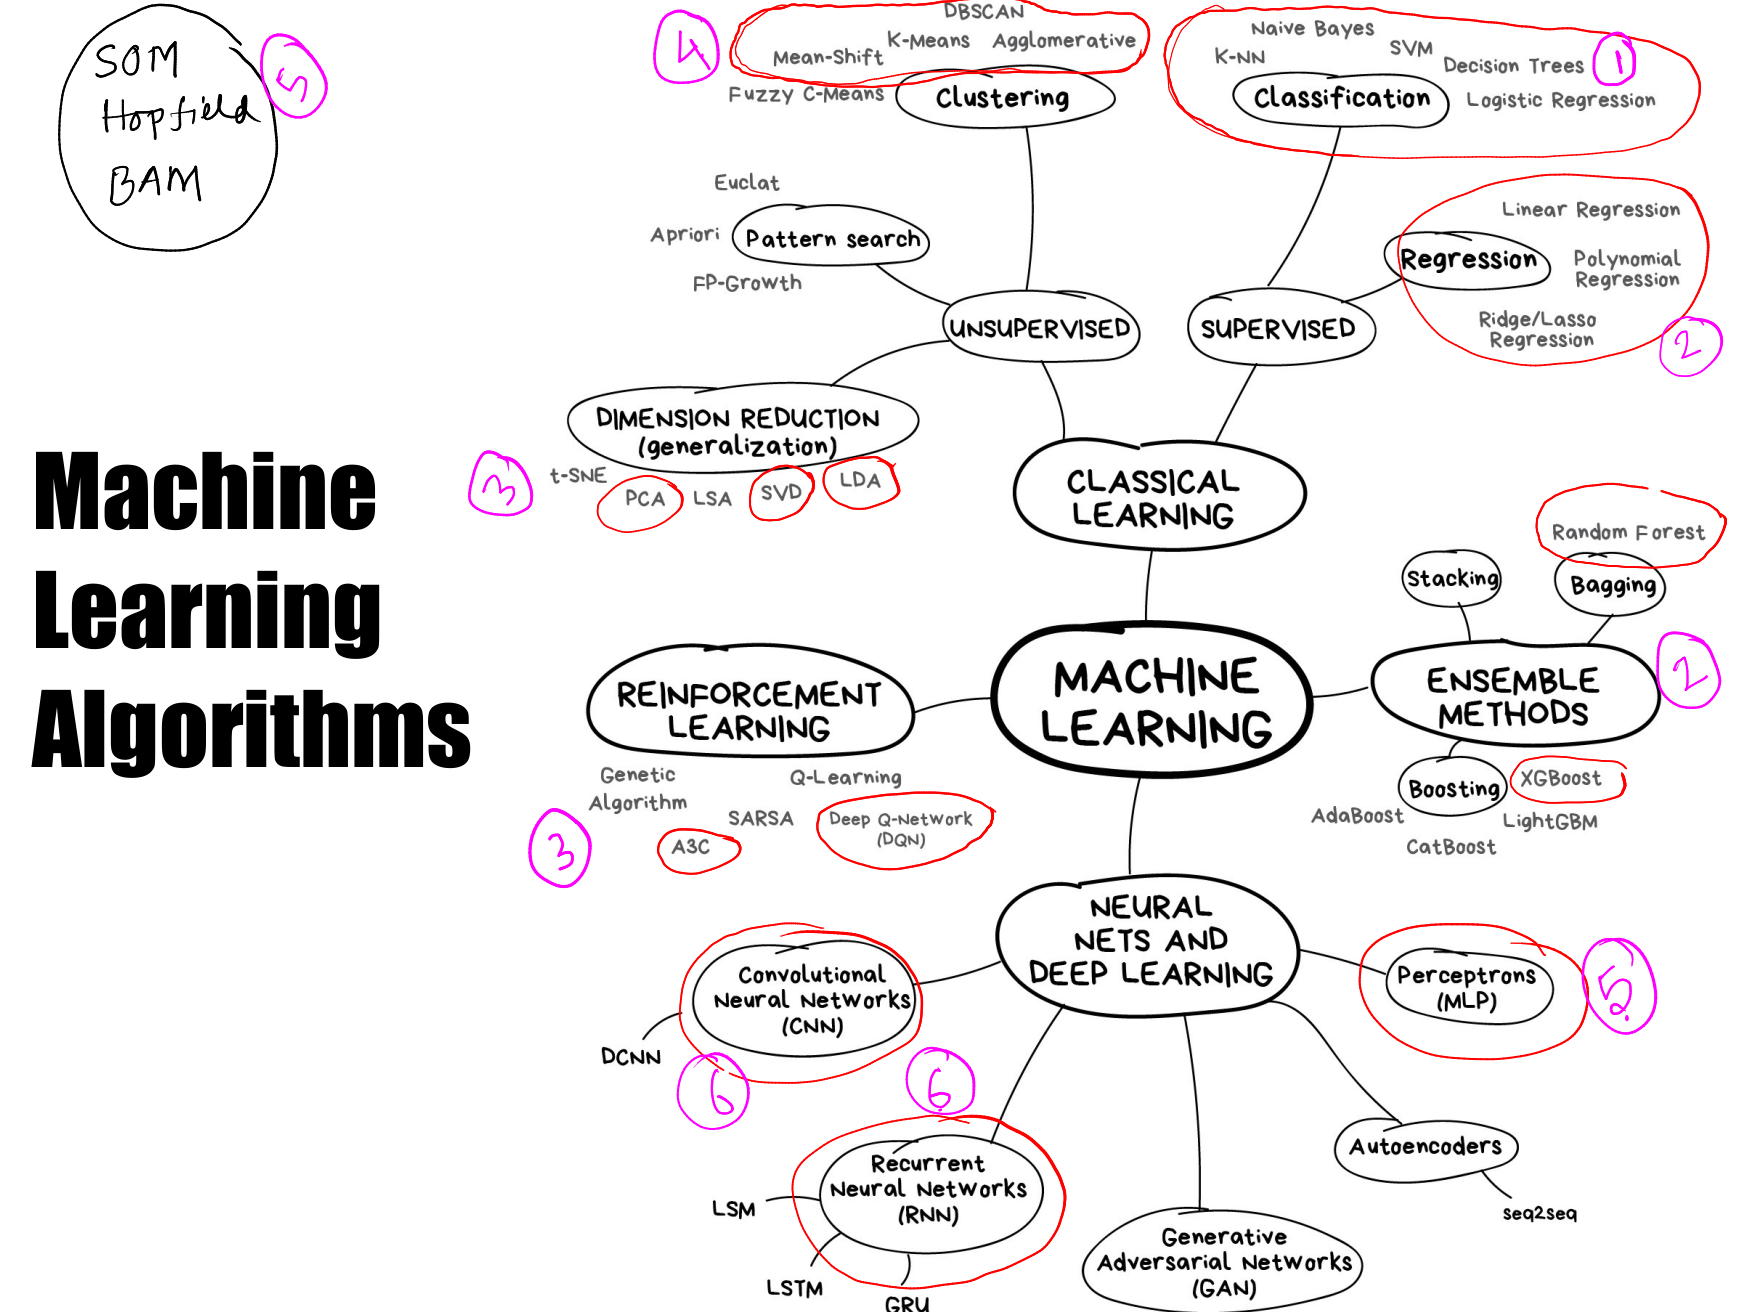 SOM
Hopfield
BAM
5
4
DBSCAN
K-Means
Agglomerative
Mean-Shift
Fuzzy C-Means
Clustering
Naive Bayes
K-NN
SVM
Decision Trees
1
Classification
Logistic Regression
Euclat
Apriori
Pattern search
FP-Growth
Linear Regression
Regression
Polynomial
Regression
Ridge/Lasso
Regression
2
UNSUPERVISED
SUPERVISED
DIMENSION REDUCTION
(generalization)
3
t-SNE
PCA
LSA
SVD
LDA
CLASSICAL
LEARNING
Machine
Learning
Algorithms
Random Forest
Stacking
Bagging
MACHINE
LEARNING
REINFORCEMENT
LEARNING
ENSEMBLE
METHODS
2
Genetic
Algorithm
Q-Learning
SARSA
Deep Q-Network
(DQN)
A3C
3
Boosting
XGBoost
AdaBoost
LightGBM
CatBoost
NEURAL
NETS AND
DEEP LEARNING
Convolutional
Neural Networks
(CNN)
DCNN
6
Perceptrons
(MLP)
5
6
Recurrent
Neural Networks
(RNN)
LSM
LSTM
GRU
Autoencoders
seq2seq
Generative
Adversarial Networks
(GAN)